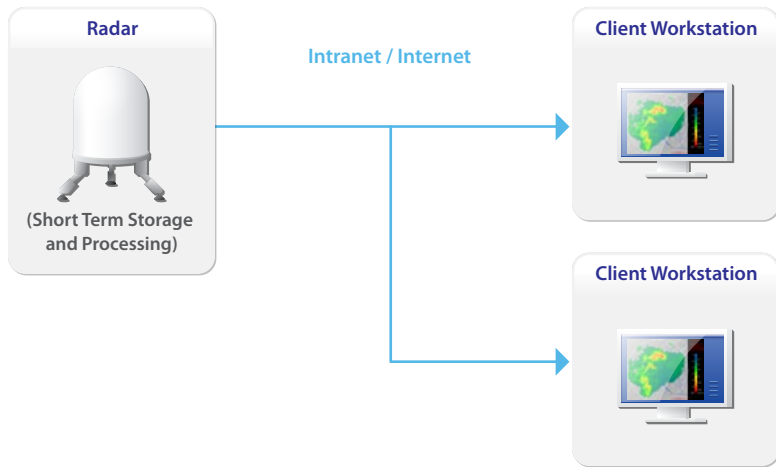 Radar
Intranet / Internet
Client Workstation
(Short Term Storage
and Processing)
Client Workstation